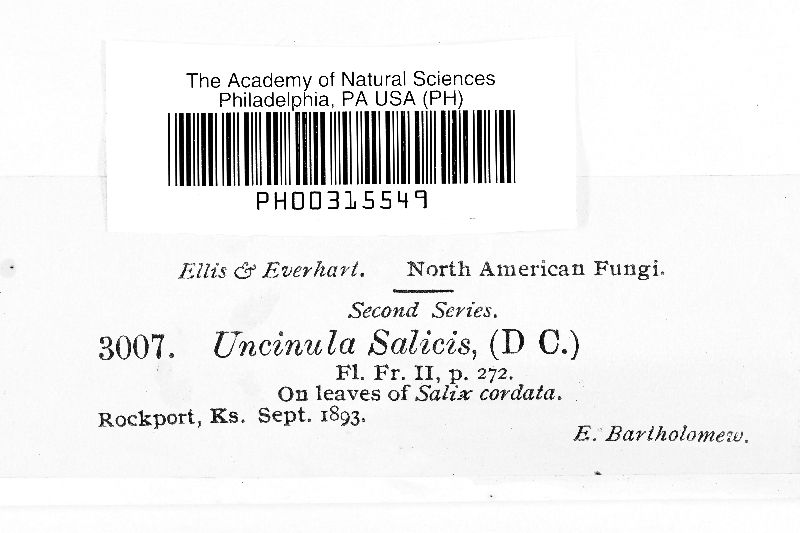 The Academy of Natural Sciences
Philadelphia, PA USA (PH)
PH00315549
Ellis & Everhart. North American Fungi.
Second Series.
3007. Uncinula Salicis, (D C.)
Fl. Fr. II, p. 272.
On leaves of Salix cordata.
Rockport, Ks. Sept. 1893.
E. Bartholomew.